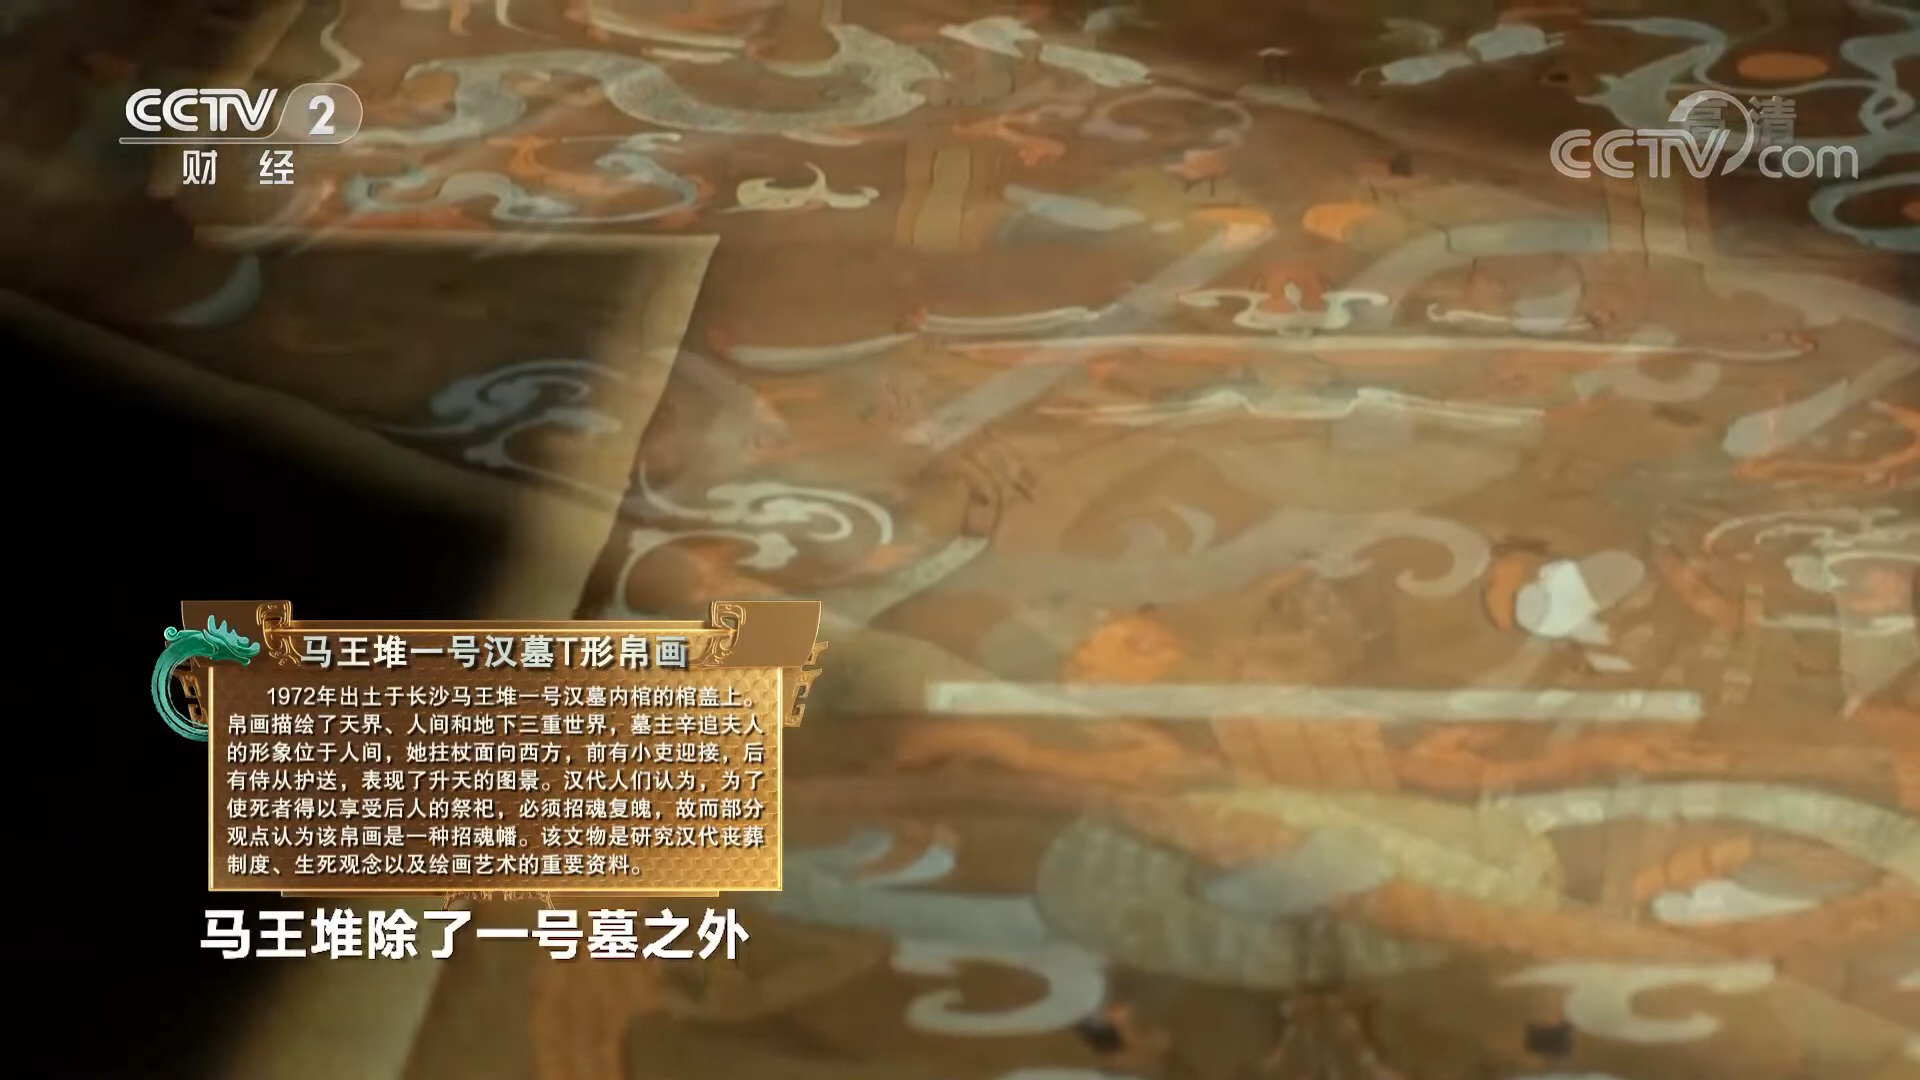 CCTV 2
财 经
高清
CCTV.com
马王堆一号汉墓T形帛画
1972年出土于长沙马王堆一号汉墓内棺的棺盖上。
帛画描绘了天界、人间和地下三重世界，墓主辛追夫人
的形象位于人间，她拄杖面向西方，前有小吏迎接，后
有侍从护送，表现了升天的图景。汉代人们认为，为了
使死者得以享受后人的祭祀，必须招魂复魄，故而部分
观点认为该帛画是一种招魂幡。该文物是研究汉代丧葬
制度、生死观念以及绘画艺术的重要资料。
马王堆除了一号墓之外